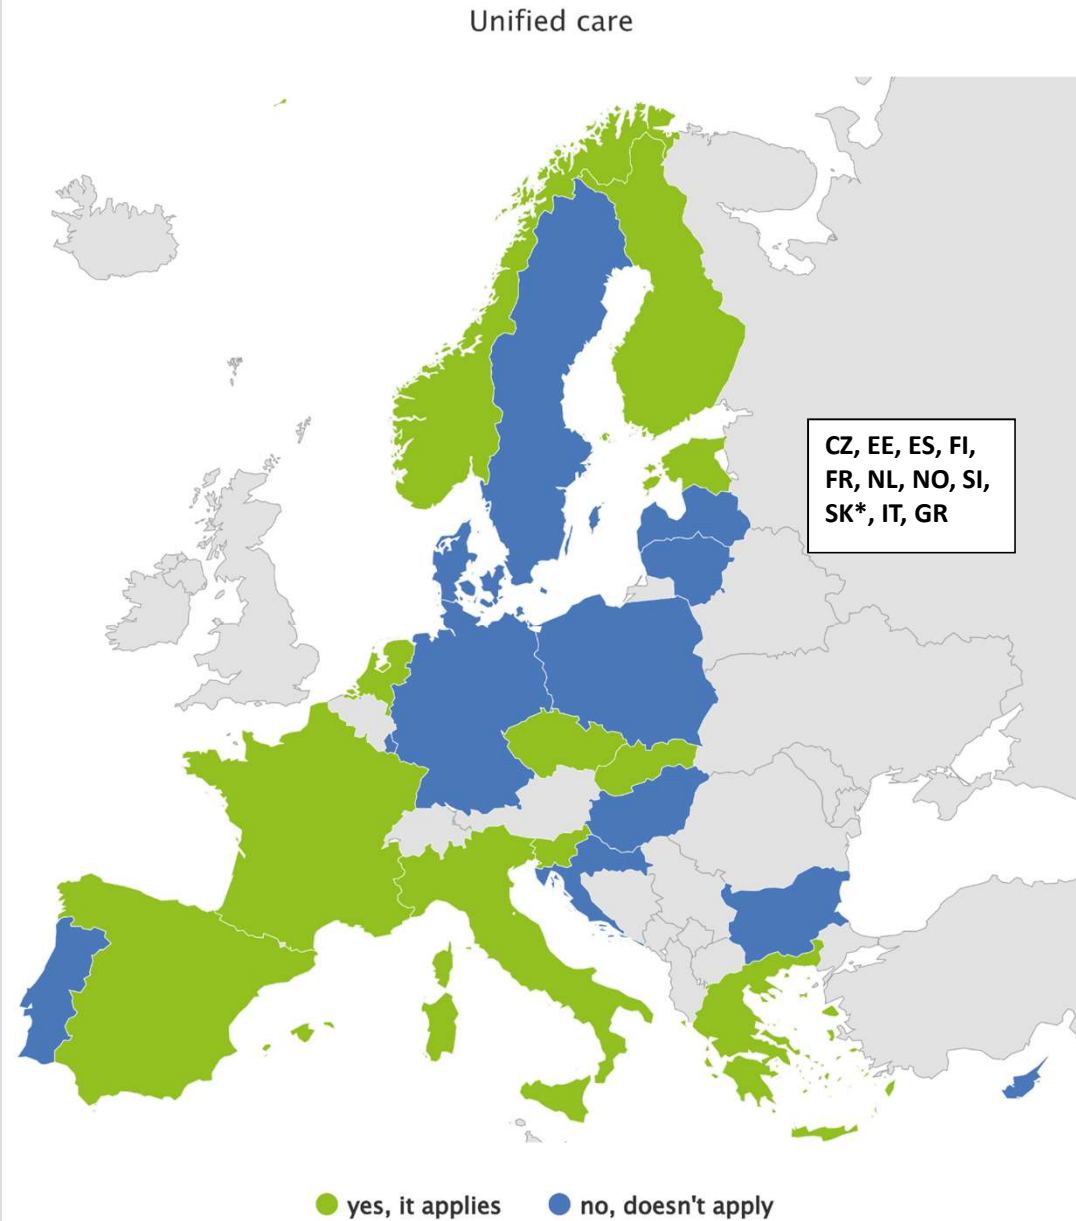 Unified care
CZ, EE, ES, FI,
FR, NL, NO, SI,
SK*, IT, GR
yes, it applies
no, doesn't apply